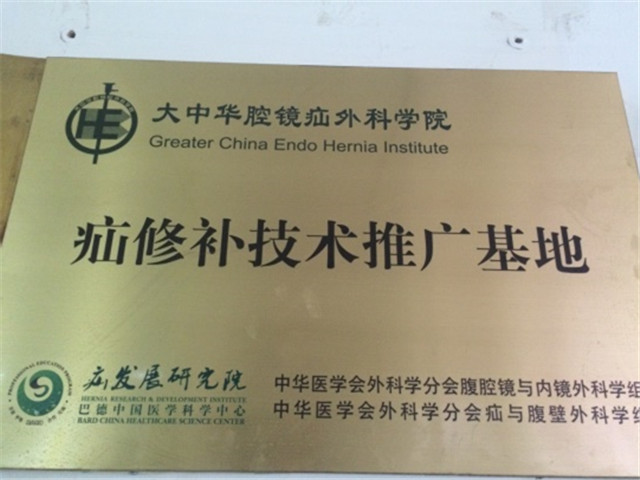 大中华腔镜疝外科学院
Greater China Endo Hernia Institute
疝修补技术推广基地
疝发展研究院
HERNIA RESEARCH & DEVELOPMENT INSTITUTE
巴德中国医学科学中心
BARD CHINA HEALTHCARE SCIENCE CENTER
中华医学会外科学分会腹腔镜与内镜外科学组
中华医学会外科学分会疝与腹壁外科学组